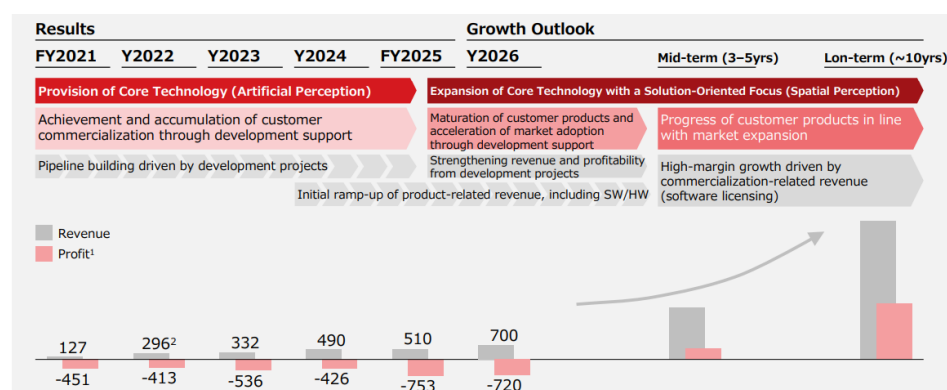 Results
Growth Outlook
FY2021 Y2022 Y2023 Y2024 FY2025 Y2026 Mid-term (3–5yrs) Lon-term (~10yrs)
Provision of Core Technology (Artificial Perception)
Expansion of Core Technology with a Solution-Oriented Focus (Spatial Perception)
Achievement and accumulation of customer
commercialization through development support
Maturation of customer products and
acceleration of market adoption
through development support
Progress of customer products in line
with market expansion
Pipeline building driven by development projects
Strengthening revenue and profitability
from development projects
High-margin growth driven by
commercialization-related revenue
(software licensing)
Initial ramp-up of product-related revenue, including SW/HW
Revenue
Profit¹
127 296² 332 490 510 700
-451 -413 -536 -426 -753 -720